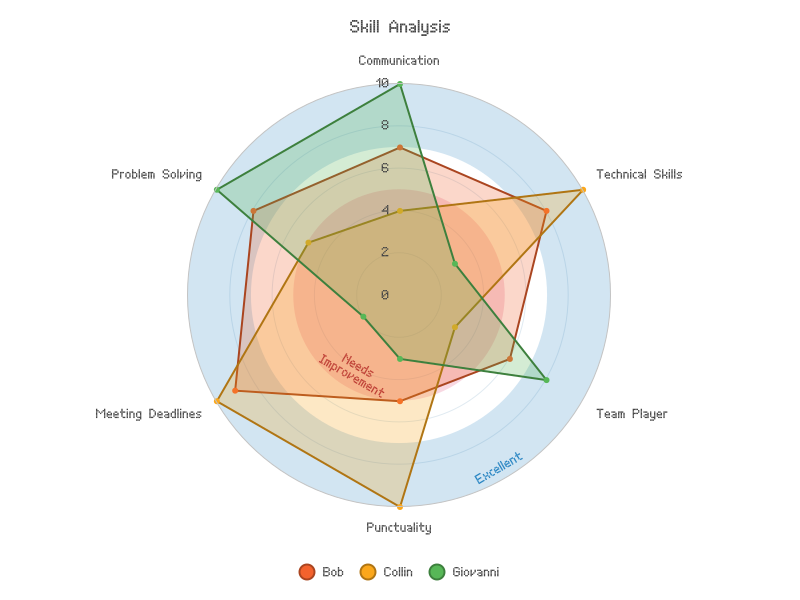 Skill Analysis
Communication
10
8
6
4
2
0
Problem Solving
Technical Skills
Needs
Improvement
Meeting Deadlines
Team Player
Excellent
Punctuality
Bob
Collin
Giovanni